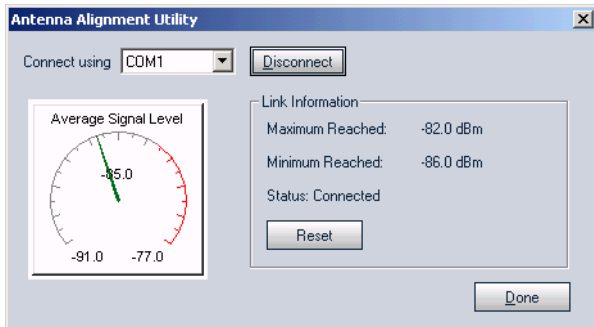 Antenna Alignment Utility
Connect using COM1 Disconnect
Average Signal Level
-85.0
-91.0 -77.0
Link Information
Maximum Reached: -82.0 dBm
Minimum Reached: -86.0 dBm
Status: Connected
Reset
Done